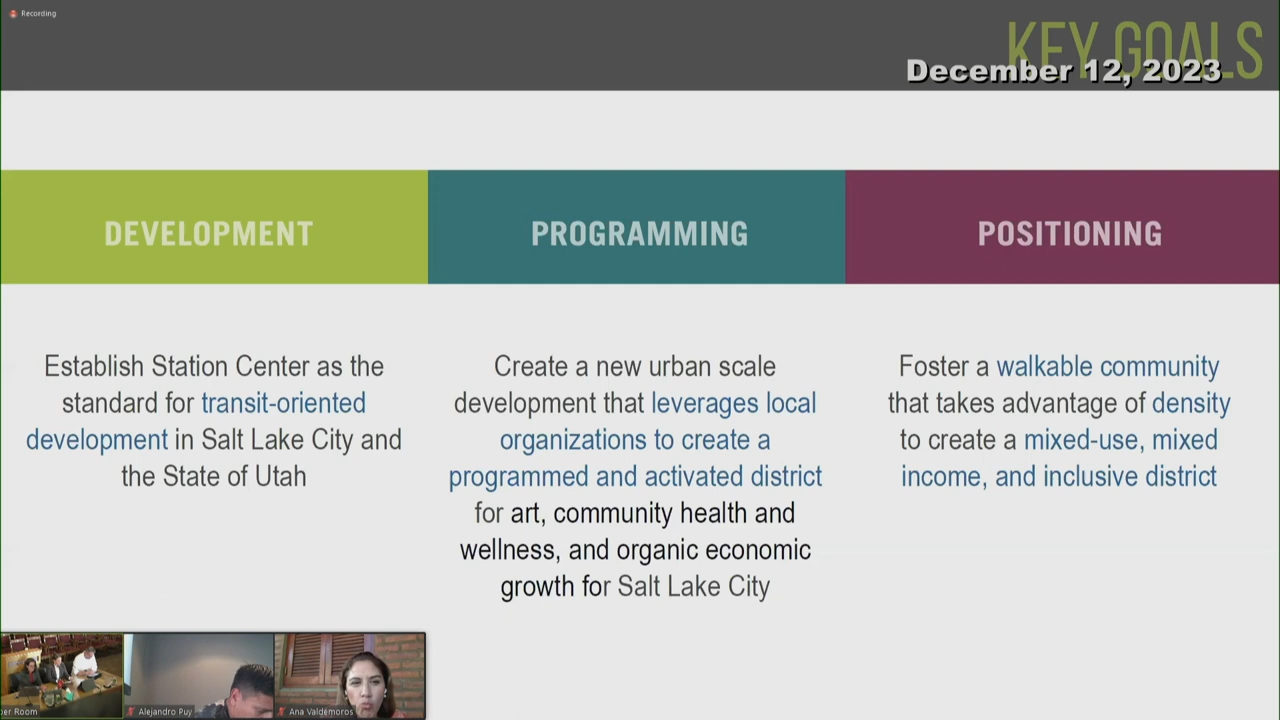 Recording
KEY GOALS
December 12, 2023
DEVELOPMENT
PROGRAMMING
POSITIONING
Establish Station Center as the
standard for transit-oriented
development in Salt Lake City and
the State of Utah
Create a new urban scale
development that leverages local
organizations to create a
programmed and activated district
for art, community health and
wellness, and organic economic
growth for Salt Lake City
Foster a walkable community
that takes advantage of density
to create a mixed-use, mixed
income, and inclusive district
Room
Alejandro Puy
Ana Valdemoros